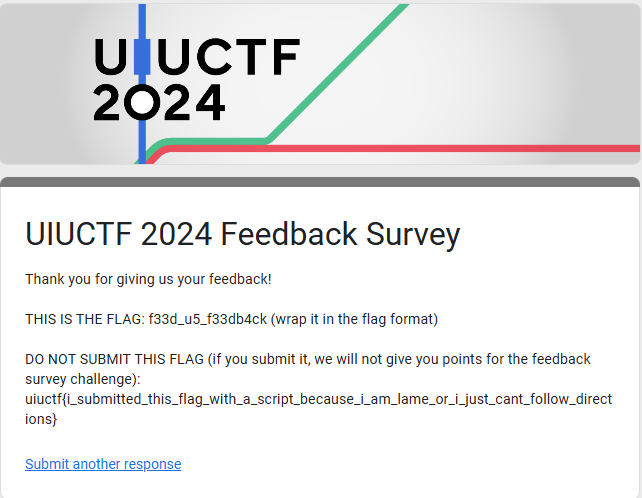 UIUCTF
2024
UIUCTF 2024 Feedback Survey
Thank you for giving us your feedback!
THIS IS THE FLAG: f33d_u5_f33db4ck (wrap it in the flag format)
DO NOT SUBMIT THIS FLAG (if you submit it, we will not give you points for the feedback
survey challenge):
uiuctf{i_submitted_this_flag_with_a_script_because_i_am_lame_or_i_just_cant_follow_direct
ions}
Submit another response